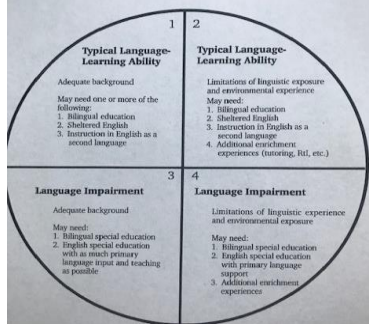 1
Typical Language-
Learning Ability
Adequate background
May need one or more of the
following:
1. Bilingual education
2. Sheltered English
3. Instruction in English as a
second language
2
Typical Language-
Learning Ability
Limitations of linguistic exposure
and environmental experience
May need:
1. Bilingual education
2. Sheltered English
3. Instruction in English as a
second language
4. Additional enrichment
experiences (tutoring, RtI, etc.)
3
Language Impairment
Adequate background
May need:
1. Bilingual special education
2. English special education
with as much primary
language input and teaching
as possible
4
Language Impairment
Limitations of linguistic experience
and environmental exposure
May need:
1. Bilingual special education
2. English special education
with primary language
support
3. Additional enrichment
experiences